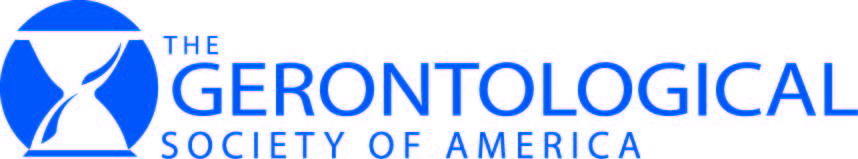 THE
GERONTOLOGICAL
SOCIETY OF AMERICA